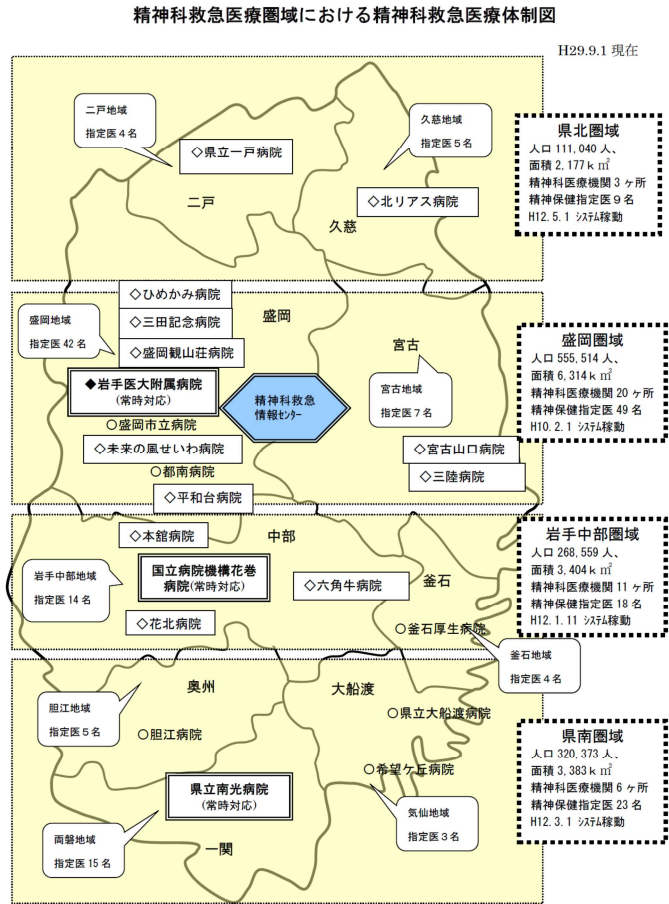 精神科救急医療圏域における精神科救急医療体制図
H29.9.1 現在
二戸地域
指定医４名
久慈地域
指定医５名
◇県立一戸病院
二戸
◇北リアス病院
久慈
県北圏域
人口 111,040 人、
面積 2,177ｋ㎡
精神科医療機関 3 ヶ所
精神保健指定医 9 名
H12.5.1 ｼｽﾃﾑ稼動
◇ひめかみ病院
◇三田記念病院
◇盛岡観山荘病院
盛岡
盛岡地域
指定医 42 名
◆岩手医大附属病院
(常時対応)
精神科救急
情報ｾﾝﾀｰ
宮古
宮古地域
指定医７名
○盛岡市立病院
◇未来の風せいわ病院
○都南病院
◇平和台病院
◇宮古山口病院
◇三陸病院
盛岡圏域
人口 555,514 人、
面積 6,314ｋ㎡
精神科医療機関 20 ヶ所
精神保健指定医 49 名
H10.2.1 ｼｽﾃﾑ稼動
◇本舘病院
中部
岩手中部地域
指定医 14 名
国立病院機構花巻
病院(常時対応)
◇六角牛病院
釜石
◇花北病院
○釜石厚生病院
釜石地域
指定医４名
岩手中部圏域
人口 268,559 人、
面積 3,404ｋ㎡
精神科医療機関 11 ヶ所
精神保健指定医 18 名
H12.1.11 ｼｽﾃﾑ稼動
奥州
大船渡
胆江地域
指定医５名
○胆江病院
○県立大船渡病院
○希望ケ丘病院
県立南光病院
(常時対応)
気仙地域
指定医３名
両磐地域
指定医 15 名
一関
県南圏域
人口 320,373 人、
面積 3,383ｋ㎡
精神科医療機関 6 ヶ所
精神保健指定医 23 名
H12.3.1 ｼｽﾃﾑ稼動